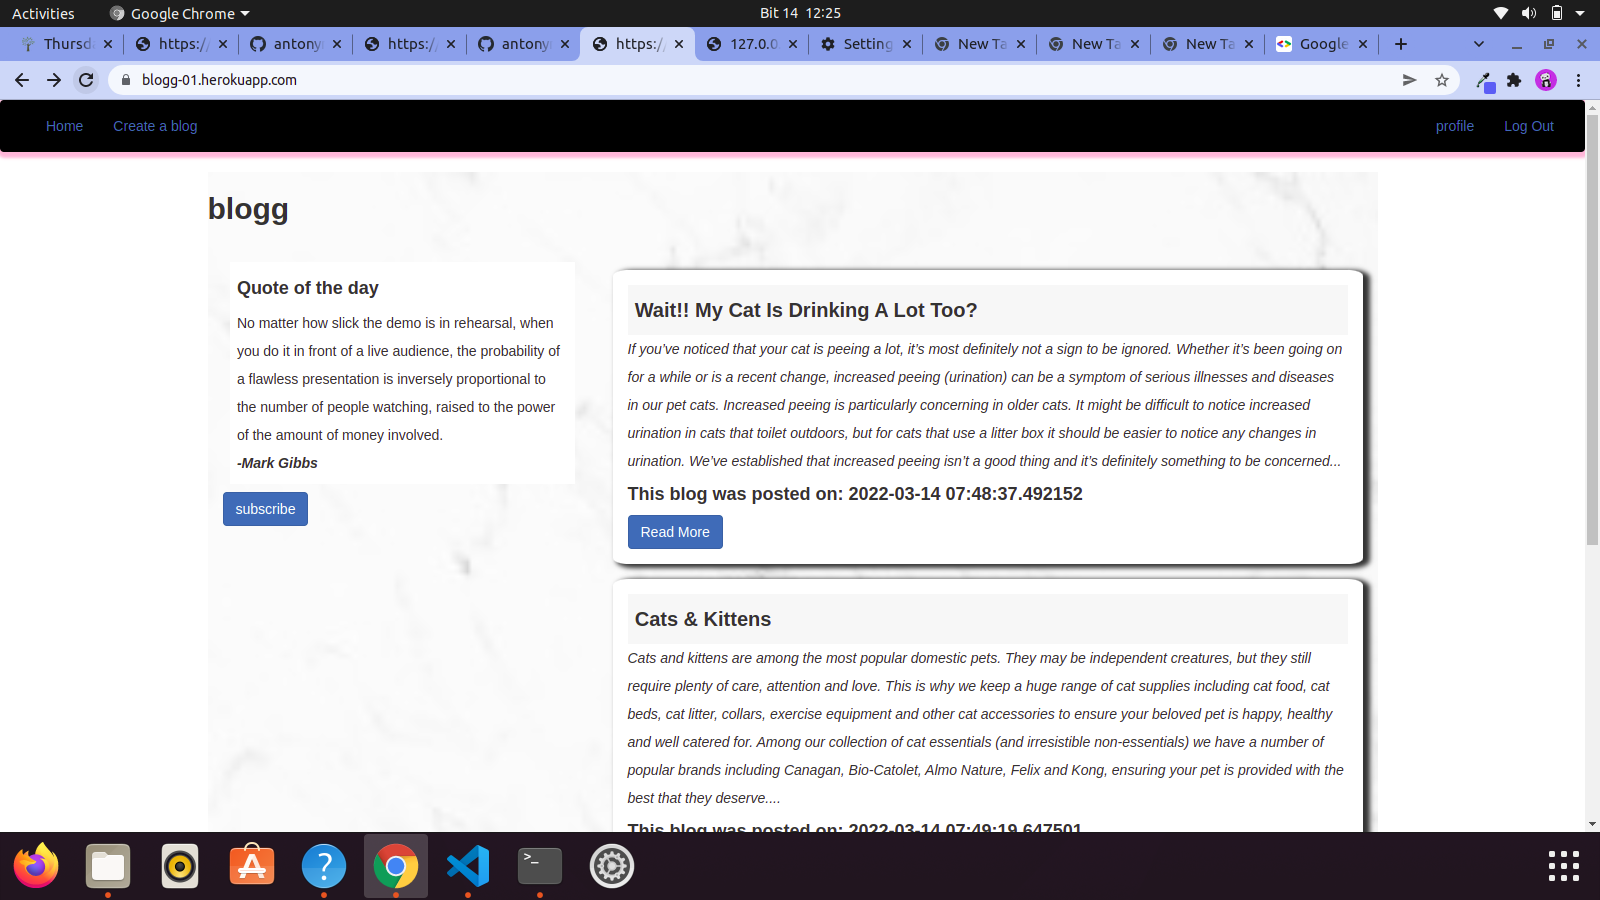 Activities
Google Chrome
Bit 14 12:25
Thursd
https:/
antony
https:/
antony
https:/
127.0.0
Setting
New Ta
New Ta
New Ta
Google
blogg-01.herokuapp.com
Home
Create a blog
profile
Log Out
blogg
Quote of the day
No matter how slick the demo is in rehearsal, when
you do it in front of a live audience, the probability of
a flawless presentation is inversely proportional to
the number of people watching, raised to the power
of the amount of money involved.
-Mark Gibbs
subscribe
Wait!! My Cat Is Drinking A Lot Too?
If you’ve noticed that your cat is peeing a lot, it’s most definitely not a sign to be ignored. Whether it’s been going on
for a while or is a recent change, increased peeing (urination) can be a symptom of serious illnesses and diseases
in our pet cats. Increased peeing is particularly concerning in older cats. It might be difficult to notice increased
urination in cats that toilet outdoors, but for cats that use a litter box it should be easier to notice any changes in
urination. We’ve established that increased peeing isn’t a good thing and it’s definitely something to be concerned...
This blog was posted on: 2022-03-14 07:48:37.492152
Read More
Cats & Kittens
Cats and kittens are among the most popular domestic pets. They may be independent creatures, but they still
require plenty of care, attention and love. This is why we keep a huge range of cat supplies including cat food, cat
beds, cat litter, collars, exercise equipment and other cat accessories to ensure your beloved pet is happy, healthy
and well catered for. Among our collection of cat essentials (and irresistible non-essentials) we have a number of
popular brands including Canagan, Bio-Catolet, Almo Nature, Felix and Kong, ensuring your pet is provided with the
best that they deserve....
This blog was posted on: 2022-03-14 07:49:19.647501